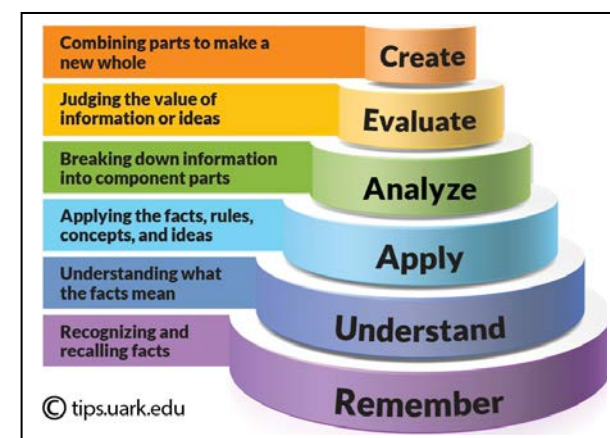 Combining parts to make a
new whole
Create
Judging the value of
information or ideas
Evaluate
Breaking down information
into component parts
Analyze
Applying the facts, rules,
concepts, and ideas
Apply
Understanding what
the facts mean
Understand
Recognizing and
recalling facts
Remember
© tips.uark.edu